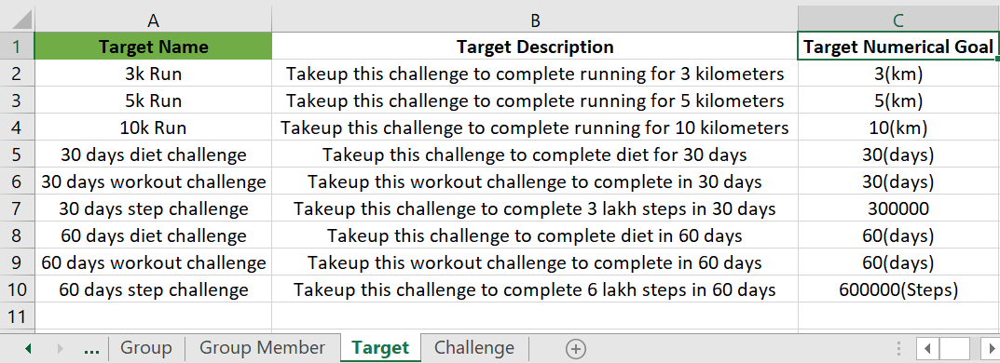 A B C
1 Target Name Target Description Target Numerical Goal
2 3k Run Takeup this challenge to complete running for 3 kilometers 3(km)
3 5k Run Takeup this challenge to complete running for 5 kilometers 5(km)
4 10k Run Takeup this challenge to complete running for 10 kilometers 10(km)
5 30 days diet challenge Takeup this challenge to complete diet for 30 days 30(days)
6 30 days workout challenge Takeup this workout challenge to complete in 30 days 30(days)
7 30 days step challenge Takeup this challenge to complete 3 lakh steps in 30 days 300000
8 60 days diet challenge Takeup this challenge to complete diet in 60 days 60(days)
9 60 days workout challenge Takeup this workout challenge to complete in 60 days 60(days)
10 60 days step challenge Takeup this challenge to complete 6 lakh steps in 60 days 600000(Steps)
11
... Group Group Member Target Challenge